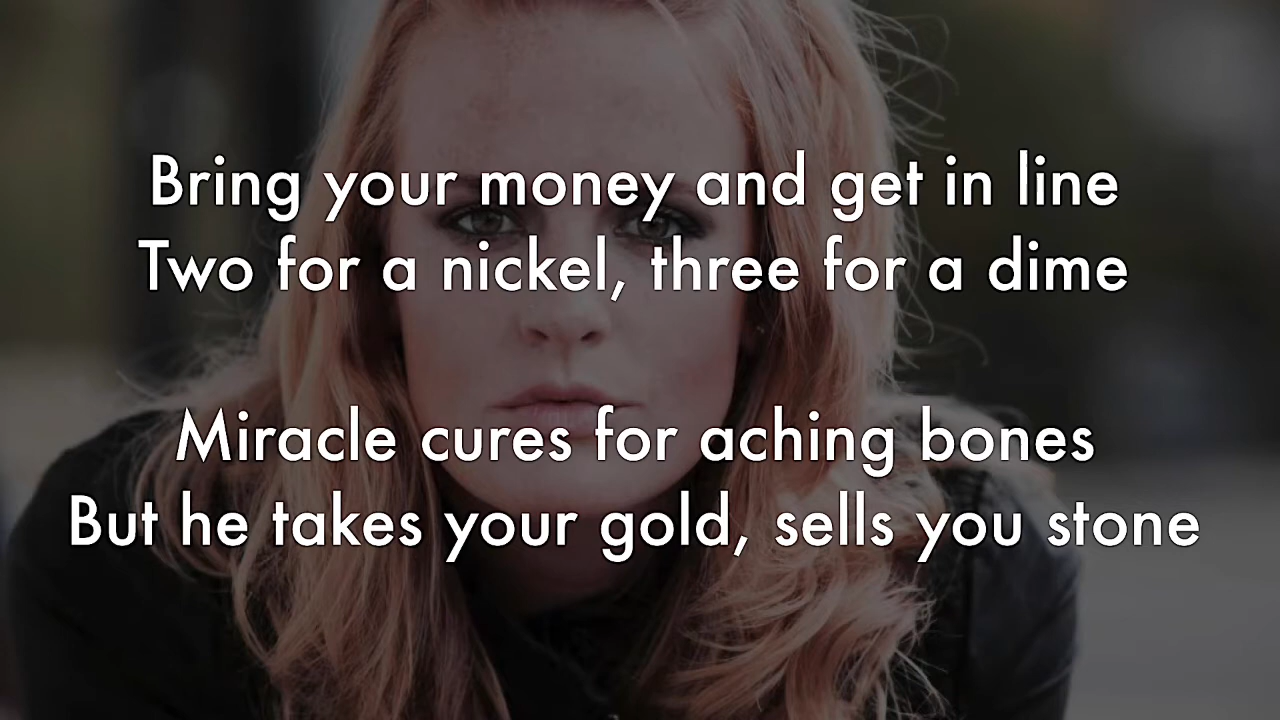 Bring your money and get in line
Two for a nickel, three for a dime
Miracle cures for aching bones
But he takes your gold, sells you stone